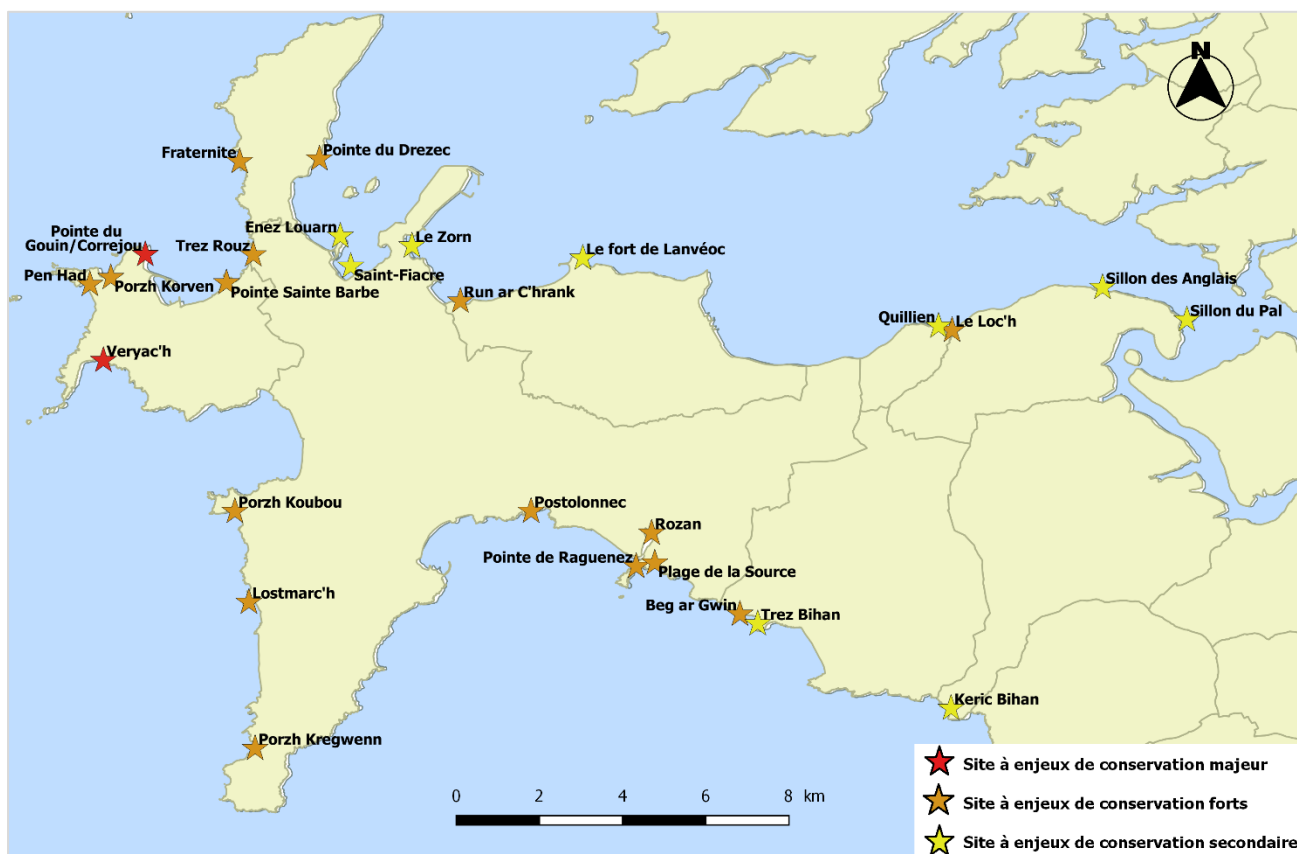 N
Fraternite
Pointe du Drezec
Pointe du
Gouin/Correjou
Trez Rouz
Enez Louarn
Le Zorn
Le fort de Lanvéoc
Pen Had
Porzh Korven
Pointe Sainte Barbe
Saint-Fiacre
Run ar C'hrank
Sillon des Anglais
Quillien
Le Loc'h
Sillon du Pal
Veryac'h
Porzh Koubou
Postolonnec
Rozan
Pointe de Raguenez
Plage de la Source
Lostmarc'h
Beg ar Gwin
Trez Bihan
Keric Bihan
Porzh Kregwenn
0 2 4 6 8 km
Site à enjeux de conservation majeur
Site à enjeux de conservation forts
Site à enjeux de conservation secondaire